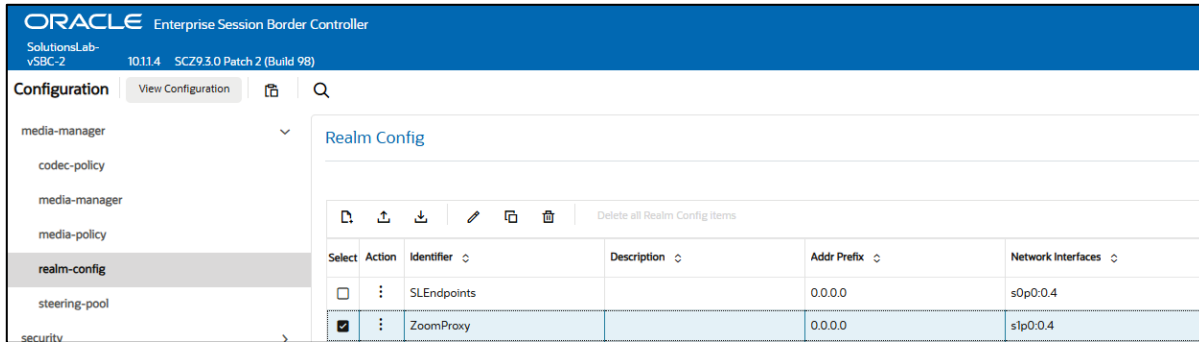 ORACLE Enterprise Session Border Controller
SolutionsLab-
vSBC-2 10.1.1.4 SCZ9.3.0 Patch 2 (Build 98)
Configuration View Configuration
media-manager
codec-policy
media-manager
media-policy
realm-config
steering-pool
security
Realm Config
Delete all Realm Config items
Select Action Identifier Description Addr Prefix Network Interfaces
SLEndpoints 0.0.0.0 s0p0:0.4
ZoomProxy 0.0.0.0 s1p0:0.4